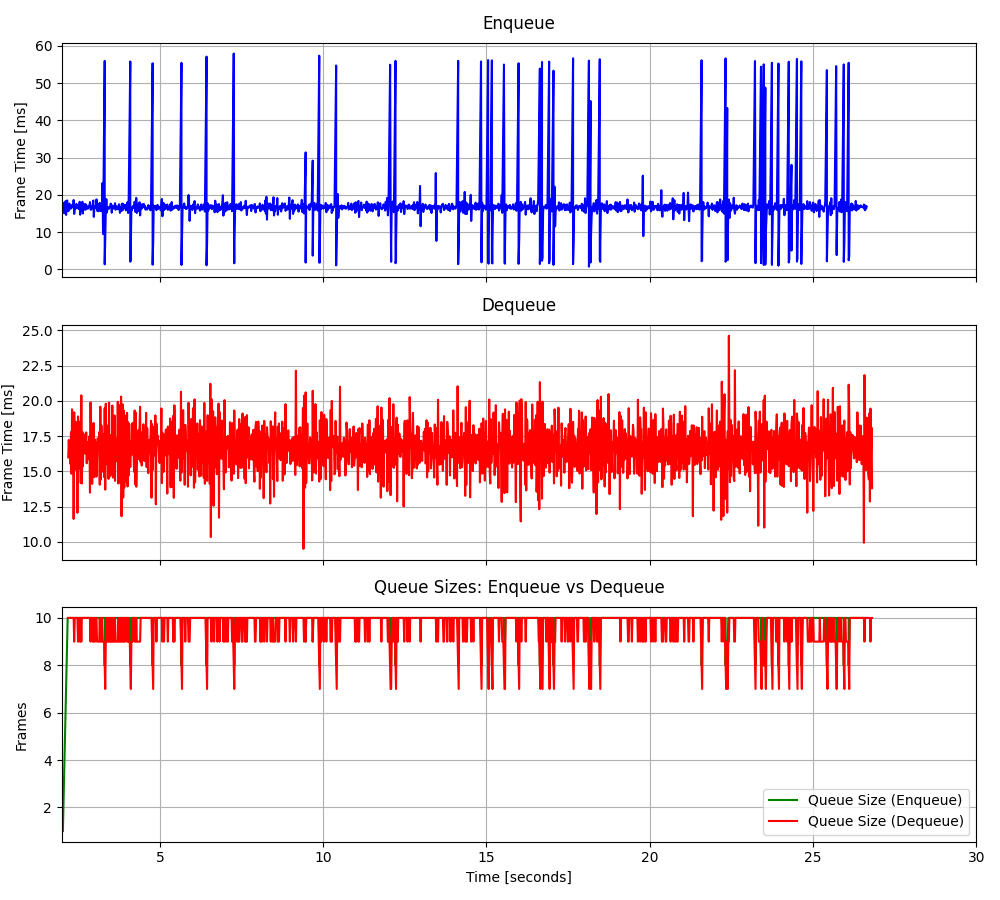 Enqueue
60
50
40
30
20
10
0
Frame Time [ms]
Dequeue
25.0
22.5
20.0
17.5
15.0
12.5
10.0
Frame Time [ms]
Queue Sizes: Enqueue vs Dequeue
10
8
6
4
2
Frames
Queue Size (Enqueue)
Queue Size (Dequeue)
5 10 15 20 25 30
Time [seconds]